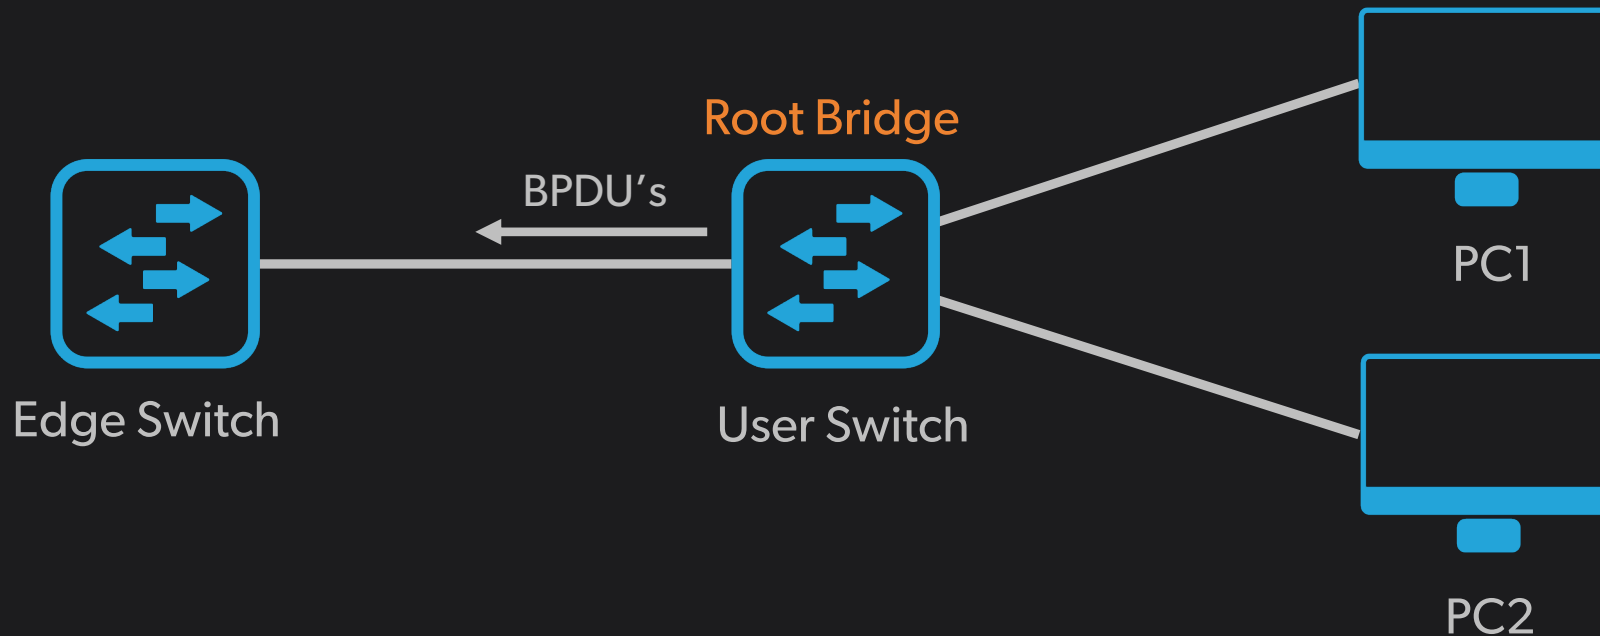 Root Bridge
BPDU's
Edge Switch
User Switch
PC1
PC2